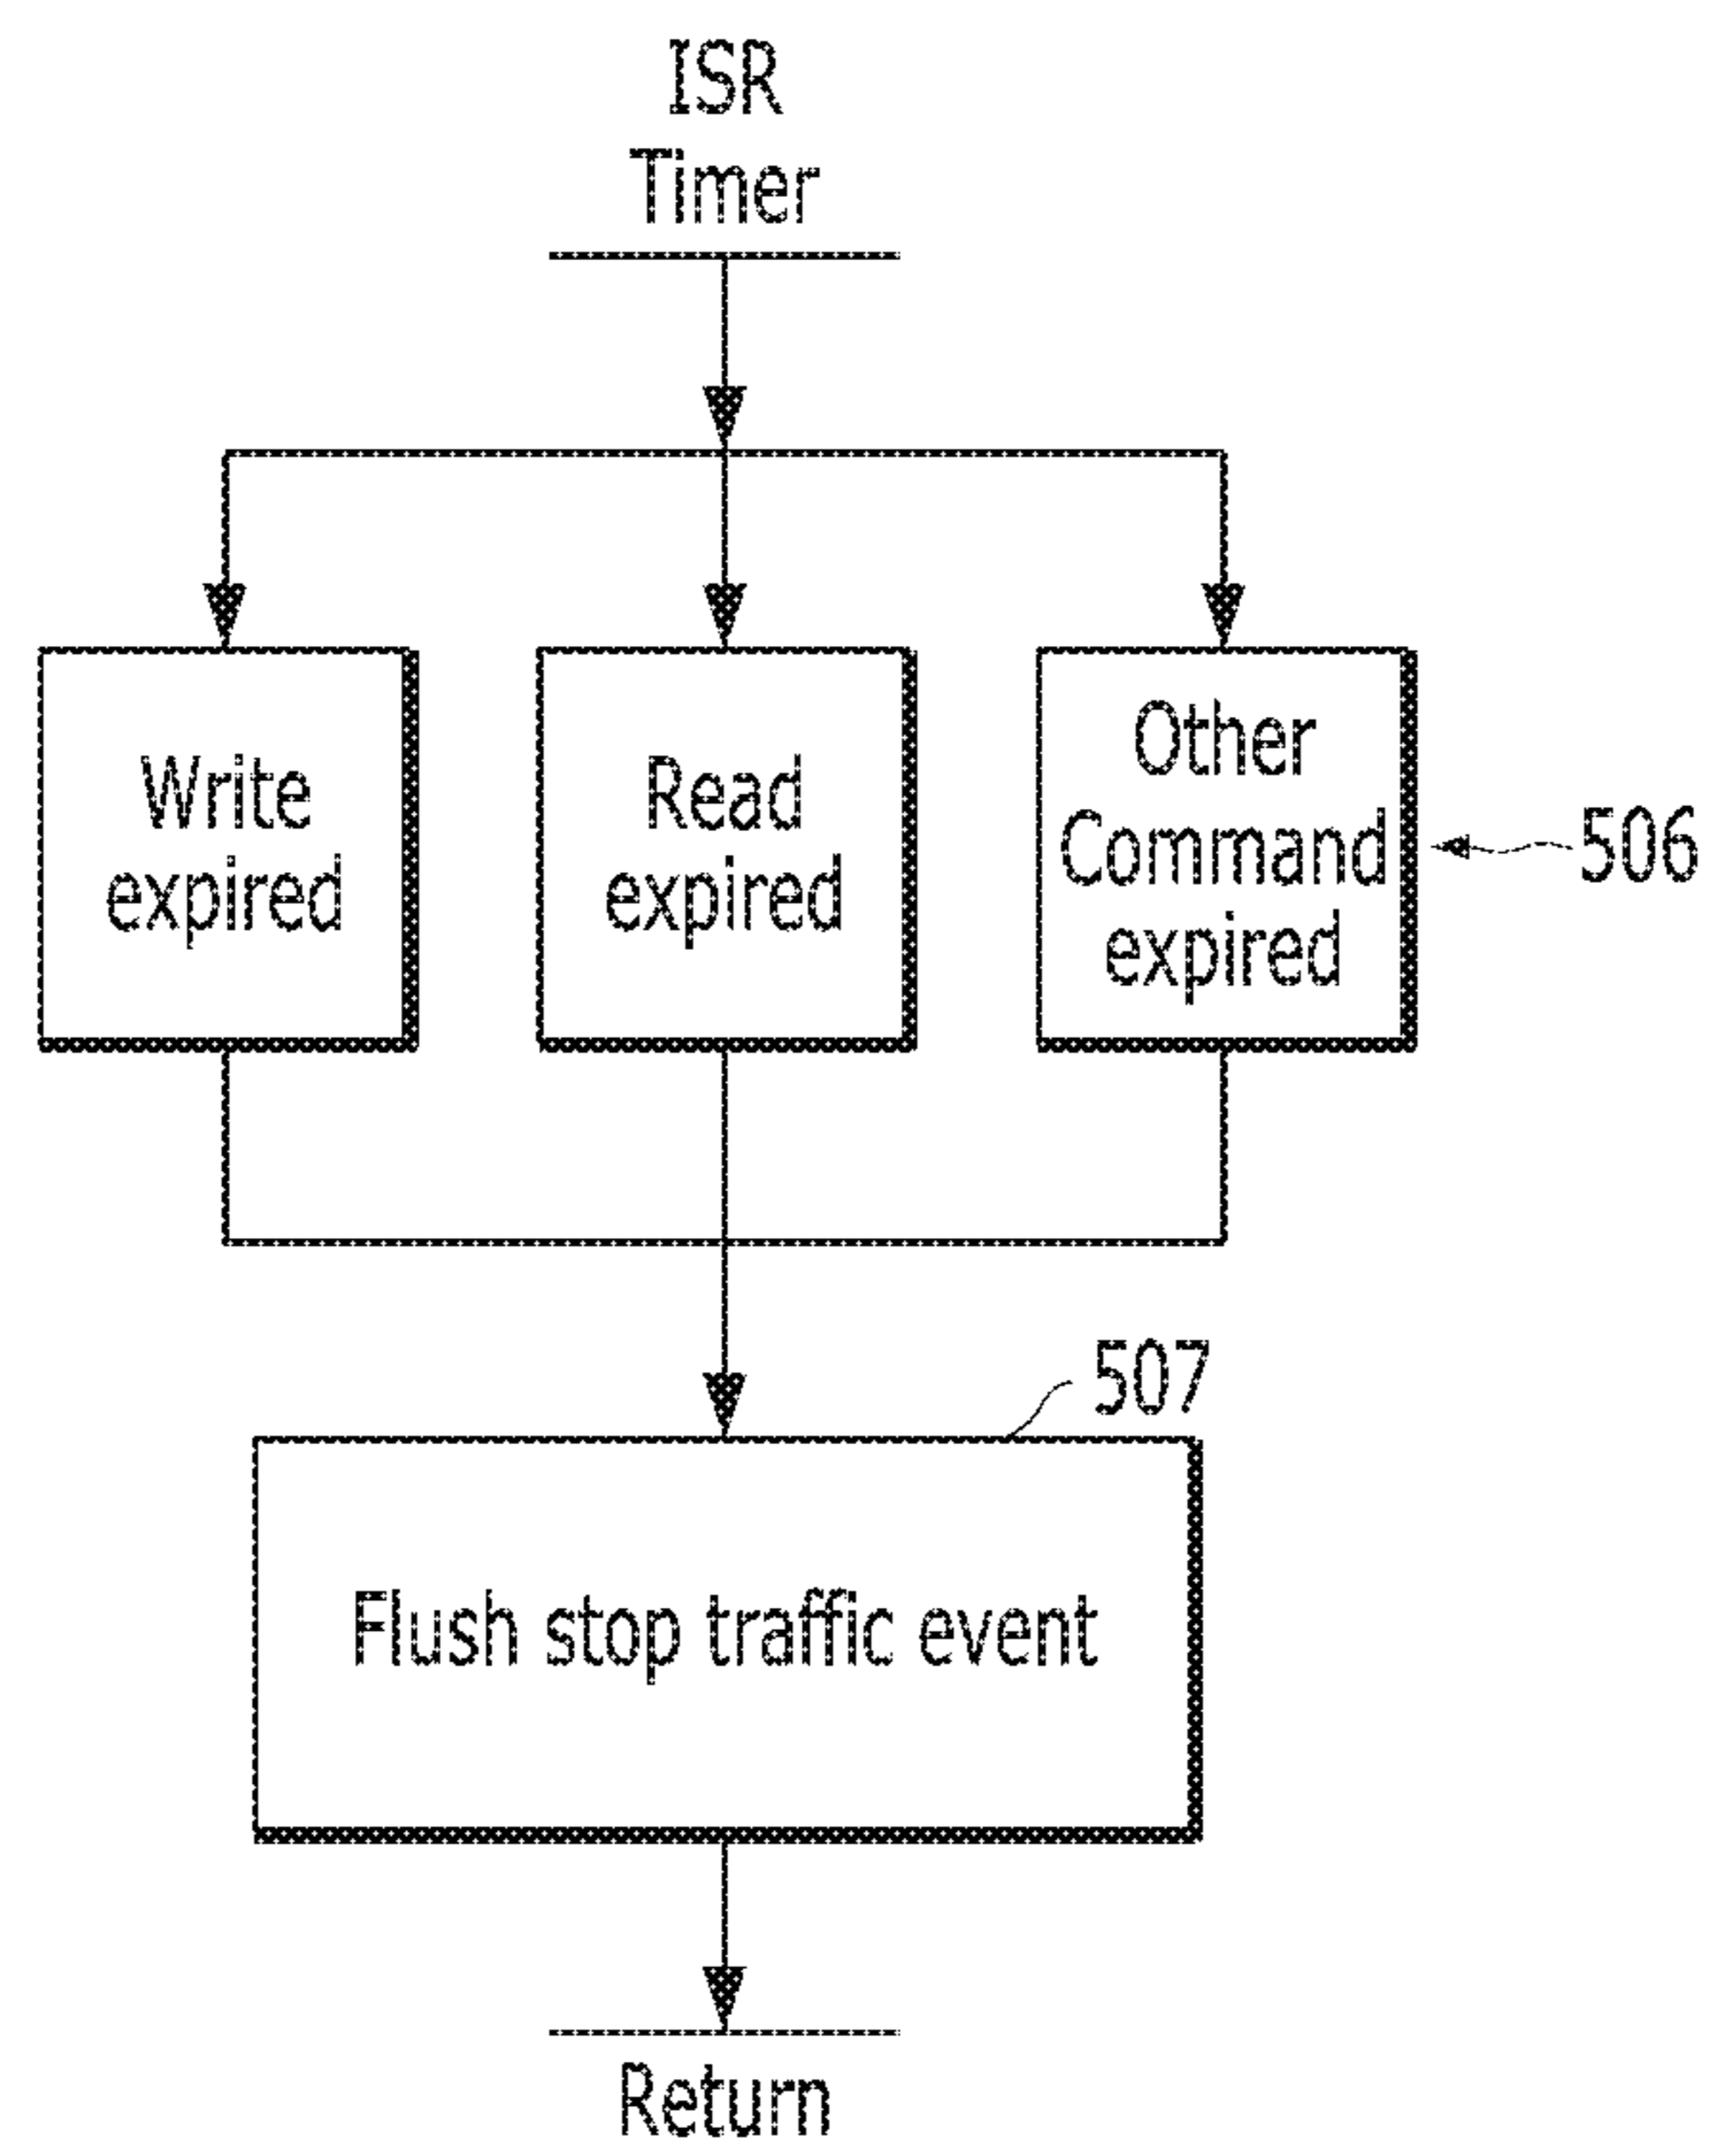 ISR
Timer
Write
expired
Read
expired
Other
Command
expired
506
507
Flush stop traffic event
Return